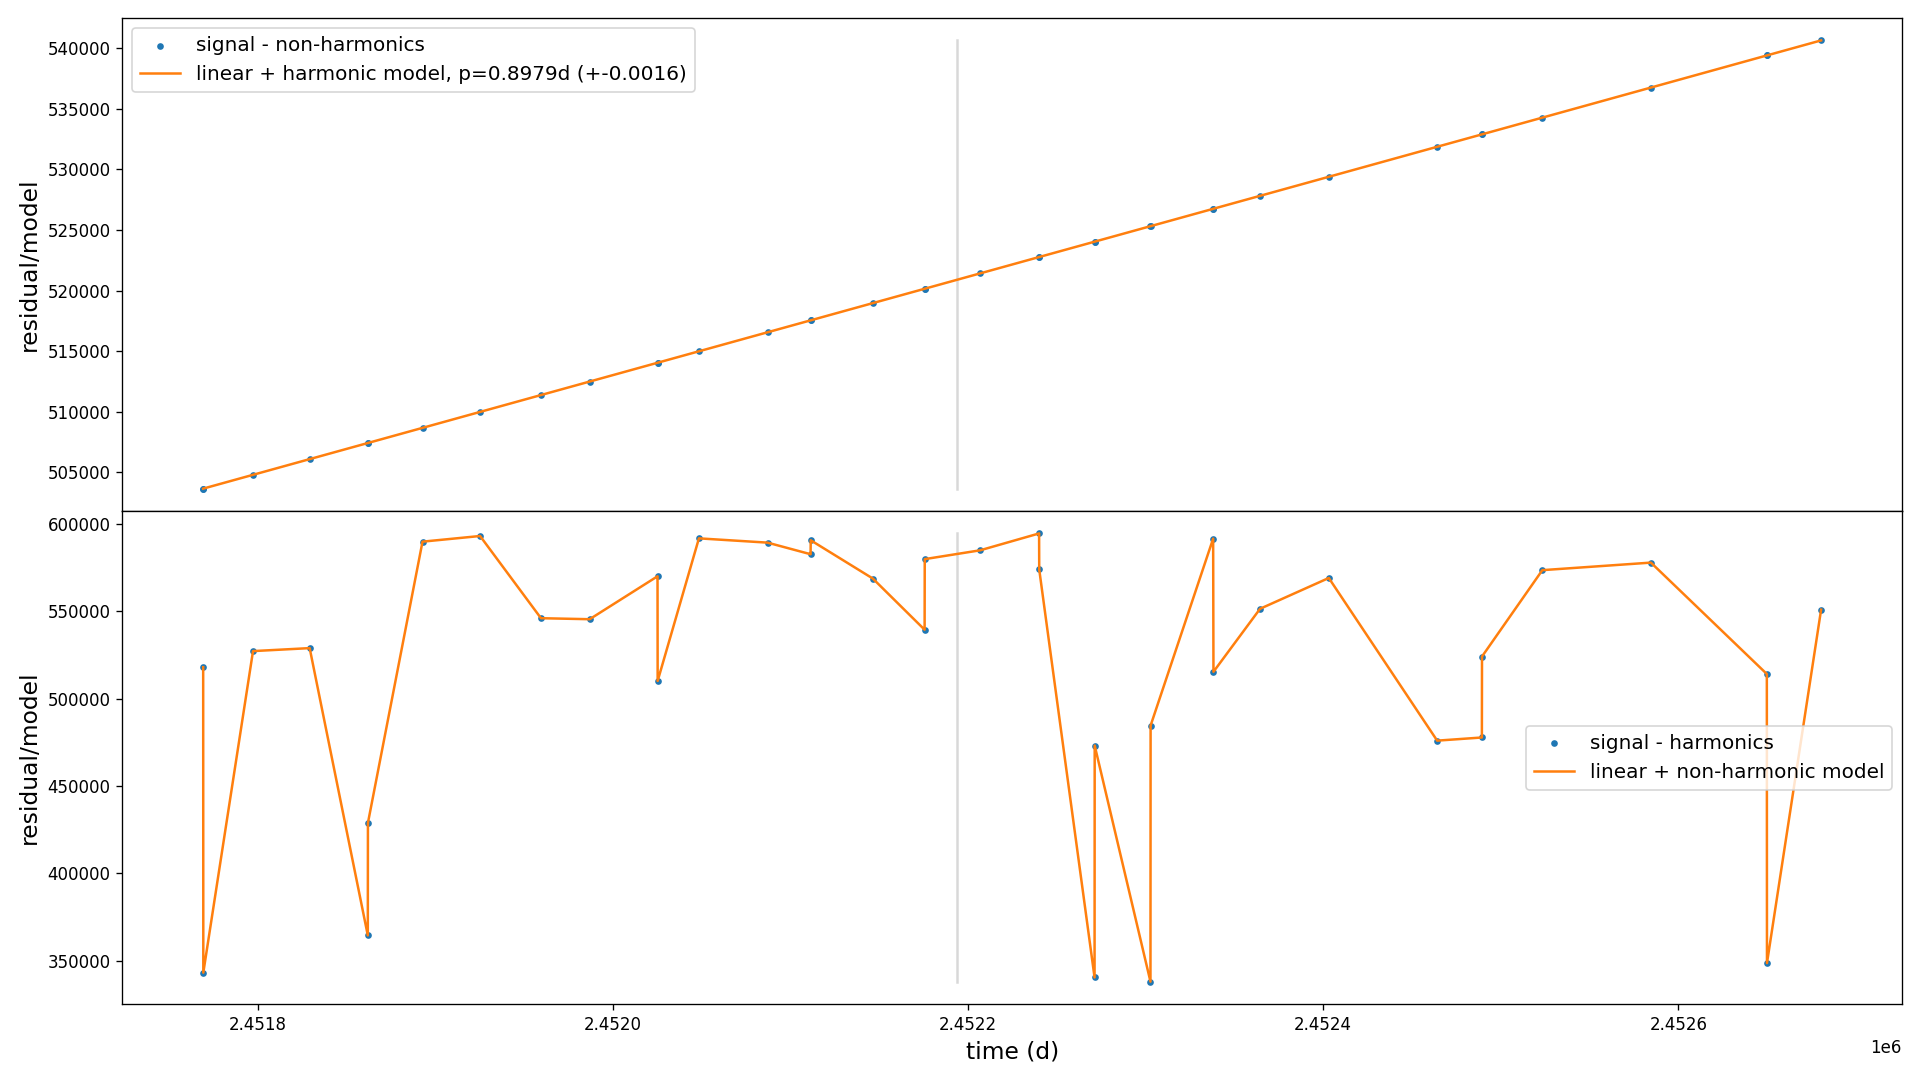 signal - non-harmonics
linear + harmonic model, p=0.8979d (+-0.0016)
540000
535000
530000
525000
520000
515000
510000
505000
residual/model
600000
550000
500000
450000
400000
350000
residual/model
signal - harmonics
linear + non-harmonic model
2.4518
2.4520
2.4522
2.4524
2.4526
1e6
time (d)